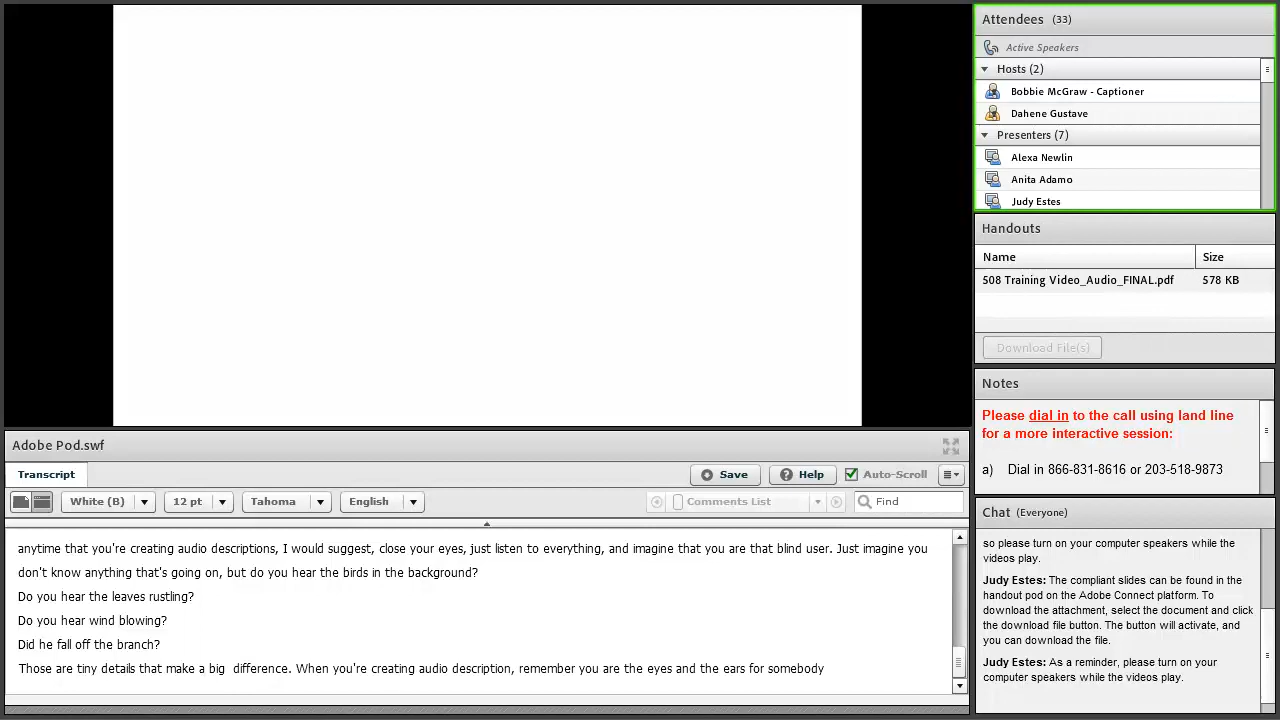 Attendees (33)
Active Speakers
Hosts (2)
Bobbie McGraw - Captioner
Dahene Gustave
Presenters (7)
Alexa Newlin
Anita Adamo
Judy Estes
Handouts
Name Size
508 Training Video_Audio_FINAL.pdf 578 KB
Download File(s)
Notes
Please dial in to the call using land line
for a more interactive session:
a) Dial in 866-831-8616 or 203-518-9873
Adobe Pod.swf
Transcript Save Help Auto-Scroll
White (B) 12 pt Tahoma English Comments List Find
anytime that you're creating audio descriptions, I would suggest, close your eyes, just listen to everything, and imagine that you are that blind user. Just imagine you
don't know anything that's going on, but do you hear the birds in the background?
Do you hear the leaves rustling?
Do you hear wind blowing?
Did he fall off the branch?
Those are tiny details that make a big difference. When you're creating audio description, remember you are the eyes and the ears for somebody
Chat (Everyone)
so please turn on your computer speakers while the
videos play.
Judy Estes: The compliant slides can be found in the
handout pod on the Adobe Connect platform. To
download the attachment, select the document and click
the download file button. The button will activate, and
you can download the file.
Judy Estes: As a reminder, please turn on your
computer speakers while the videos play.